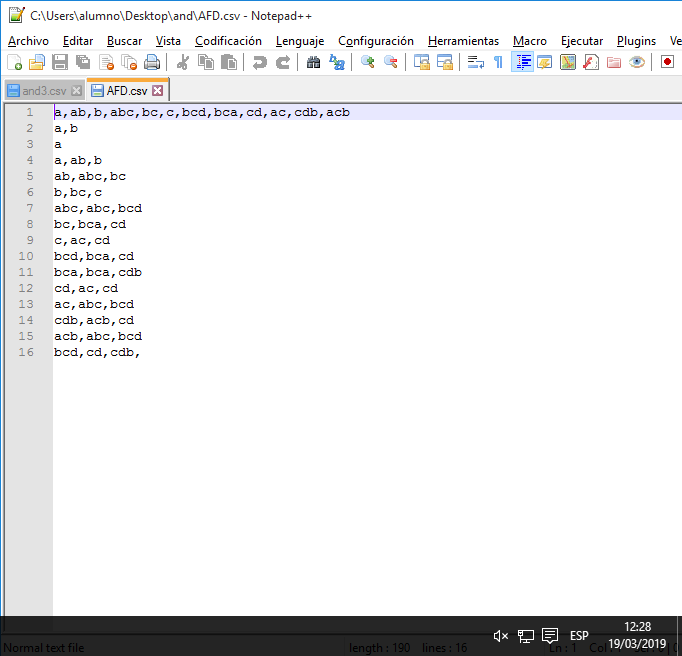 C:\Users\alumno\Desktop\and\AFD.csv - Notepad++
Archivo Editar Buscar Vista Codificación Lenguaje Configuración Herramientas Macro Ejecutar Plugins Ve
and3.csv AFD.csv
1 a,ab,b,abc,bc,c,bcd,bca,cd,ac,cdb,acb
2 a,b
3 a
4 a,ab,b
5 ab,abc,bc
6 b,bc,c
7 abc,abc,bcd
8 bc,bca,cd
9 c,ac,cd
10 bcd,bca,cd
11 bca,bca,cdb
12 cd,ac,cd
13 ac,abc,bcd
14 cdb,acb,cd
15 acb,abc,bcd
16 bcd,cd,cdb,
ESP
12:28
19/03/2019
Normal text file length : 190 lines : 16 Ln : 1